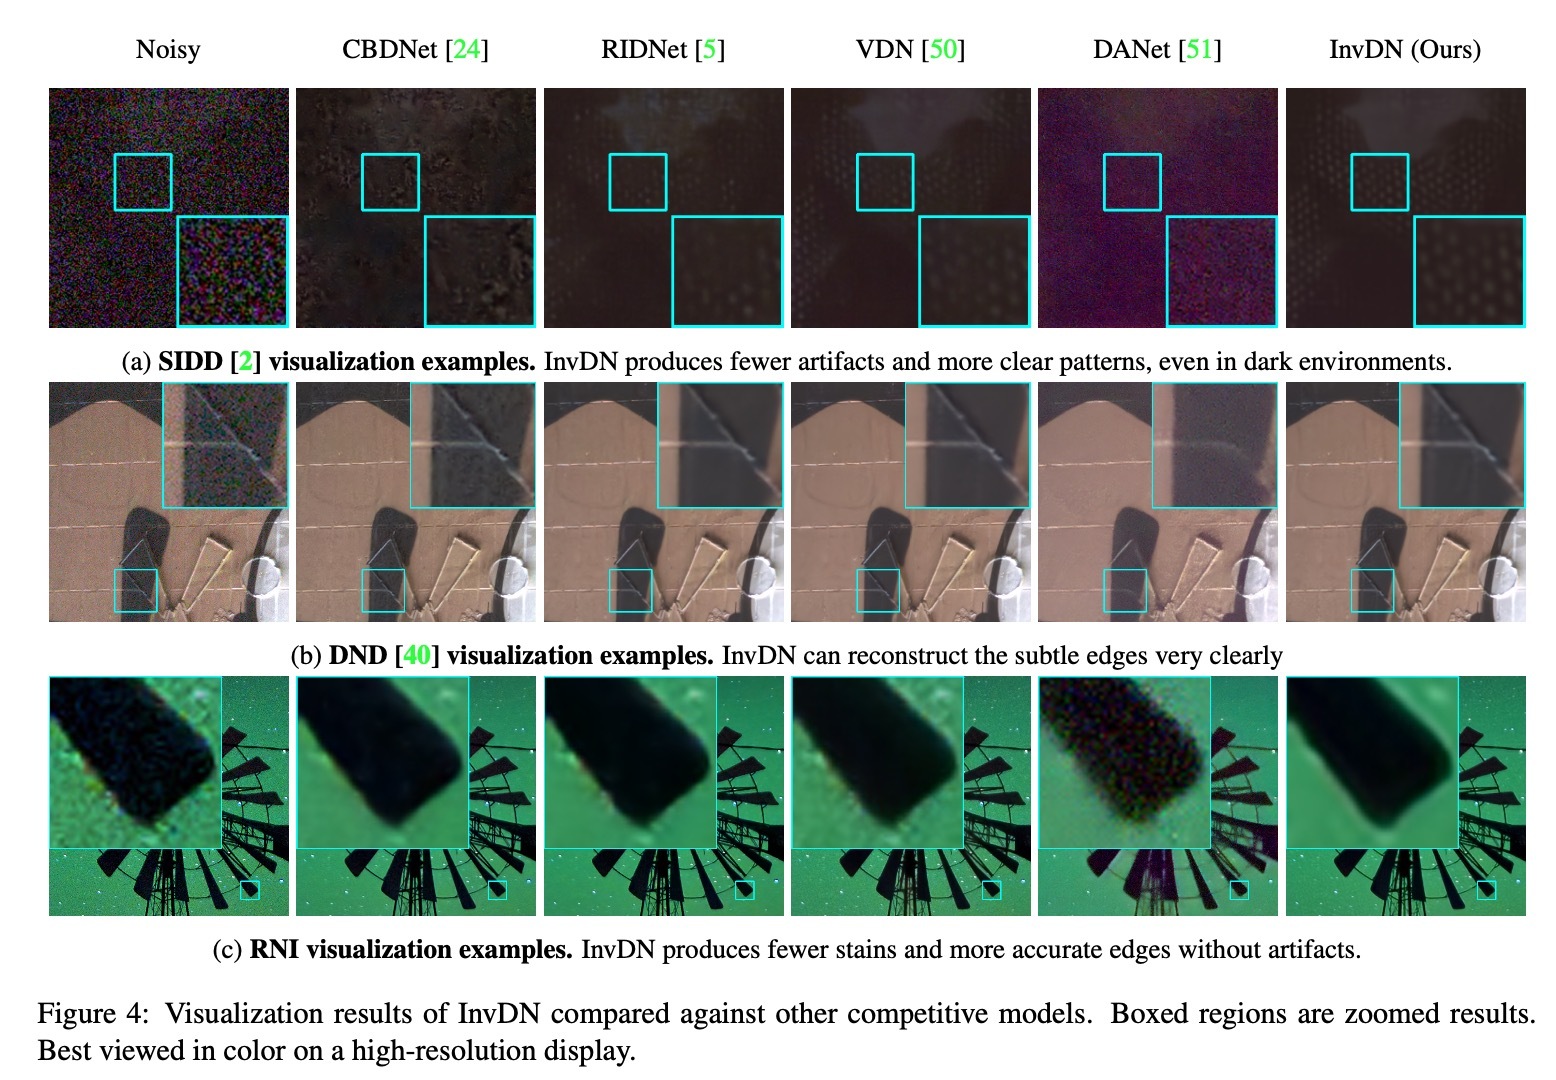 Noisy CBDNet [24] RIDNet [5] VDN [50] DANet [51] InvDN (Ours)
(a) SIDD [2] visualization examples. InvDN produces fewer artifacts and more clear patterns, even in dark environments.
(b) DND [40] visualization examples. InvDN can reconstruct the subtle edges very clearly
(c) RNI visualization examples. InvDN produces fewer stains and more accurate edges without artifacts.
Figure 4: Visualization results of InvDN compared against other competitive models. Boxed regions are zoomed results.
Best viewed in color on a high-resolution display.